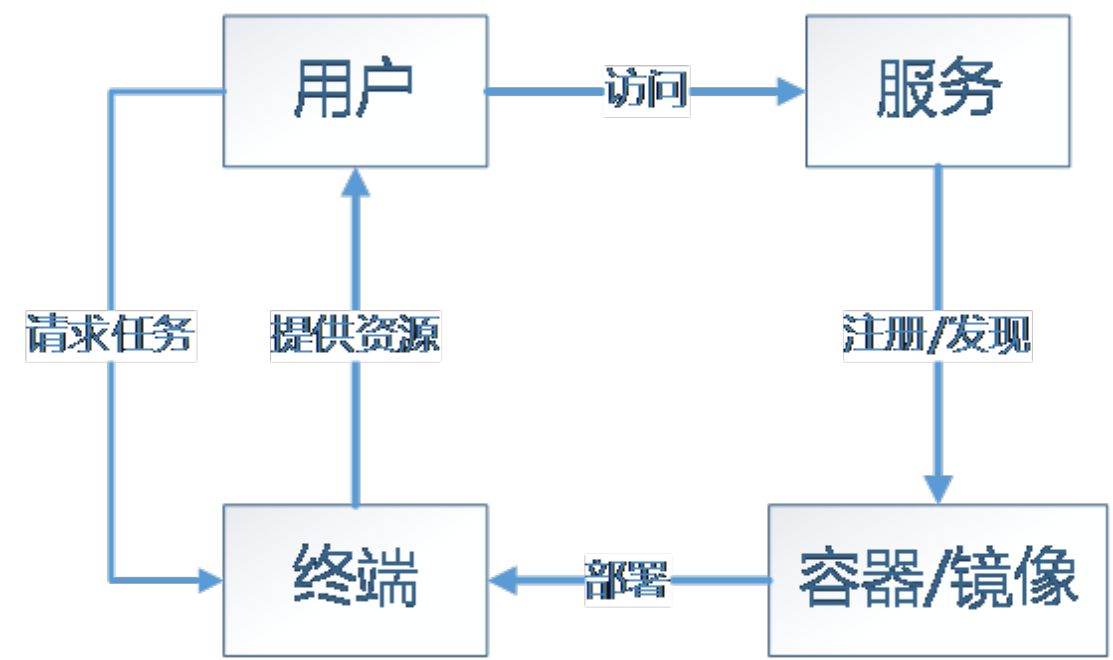 用户
访问
服务
请求任务
提供资源
注册/发现
终端
部署
容器/镜像